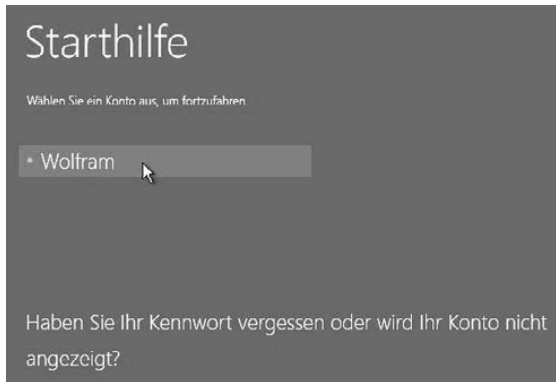 Starthilfe
Wählen Sie ein Konto aus, um fortzufahren.
Wolfram
Haben Sie Ihr Kennwort vergessen oder wird Ihr Konto nicht
angezeigt?